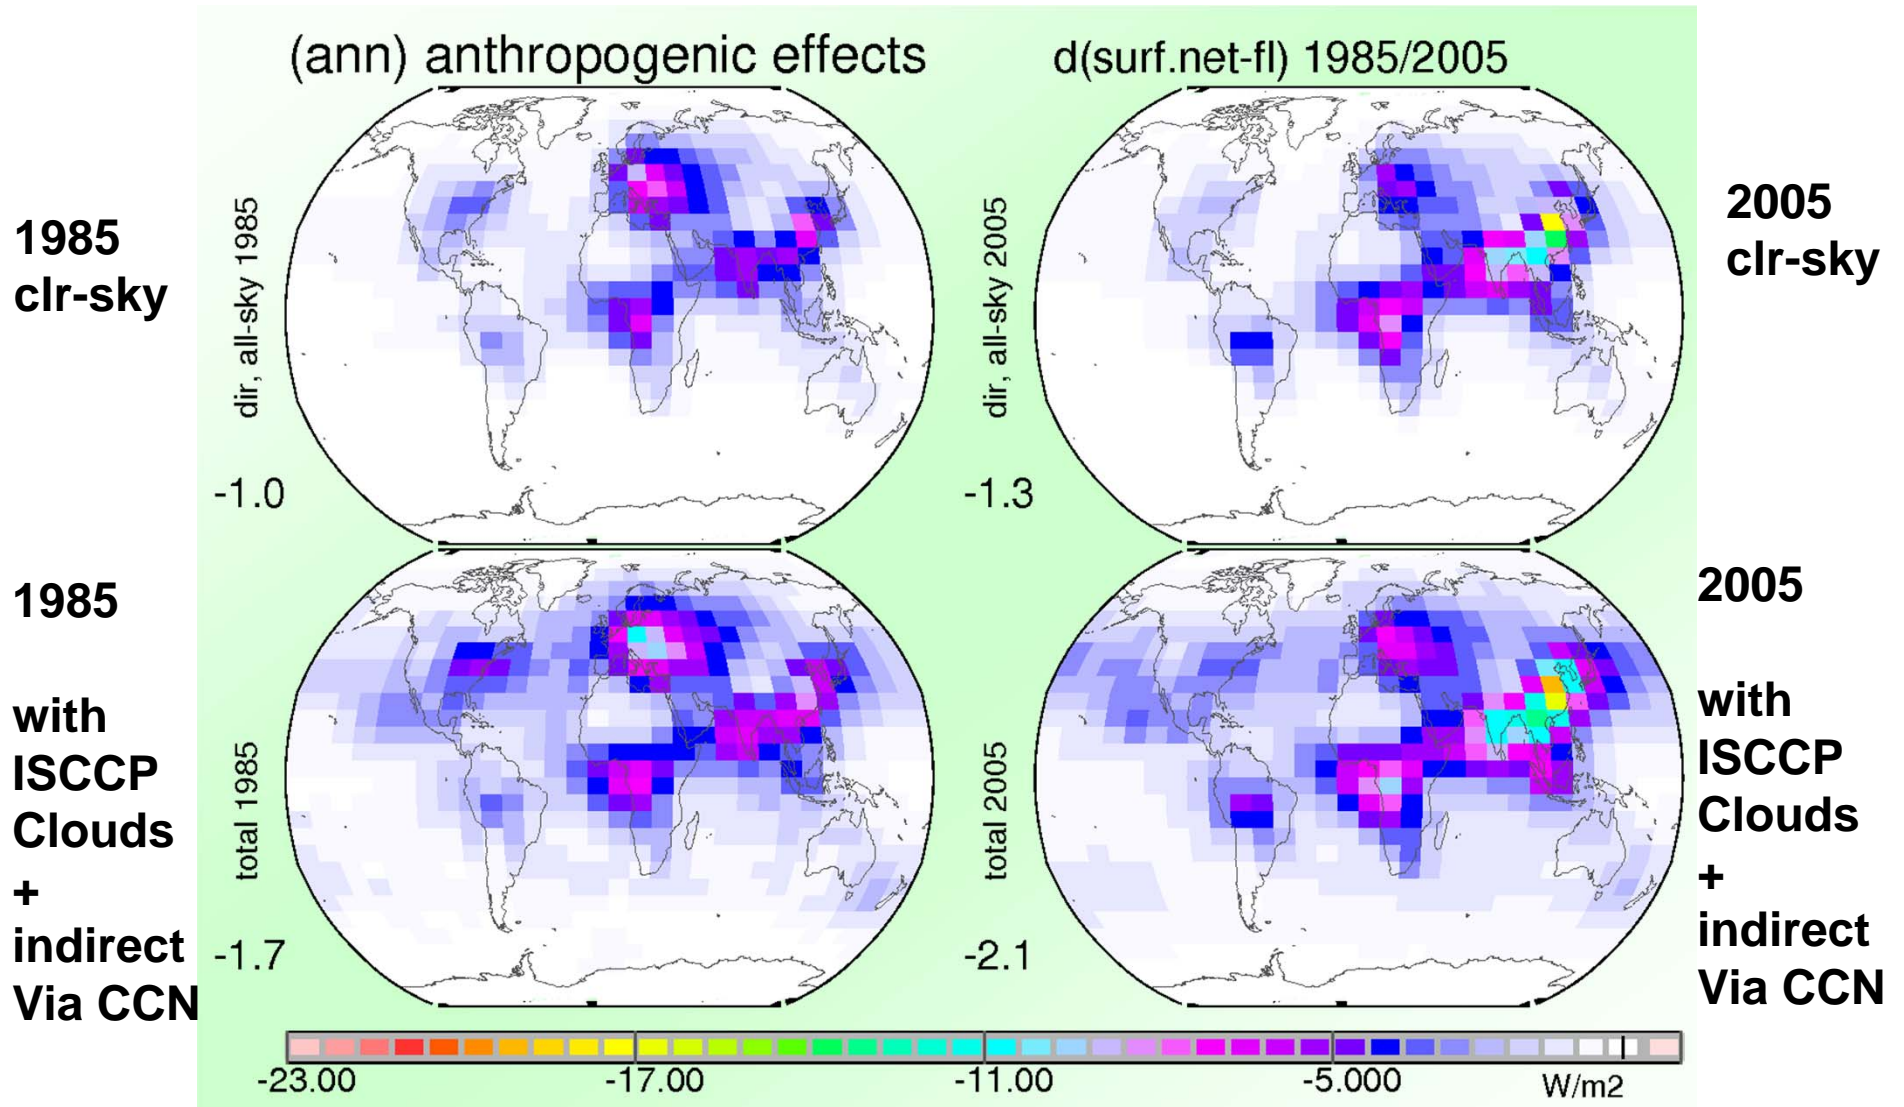 (ann) anthropogenic effects
d(surf.net-fl) 1985/2005
1985
clr-sky
dir, all-sky 1985
-1.0
dir, all-sky 2005
-1.3
2005
clr-sky
1985
with
ISCCP
Clouds
+
indirect
Via CCN
total 1985
-1.7
total 2005
-2.1
2005
with
ISCCP
Clouds
+
indirect
Via CCN
-23.00 -17.00 -11.00 -5.000 W/m2